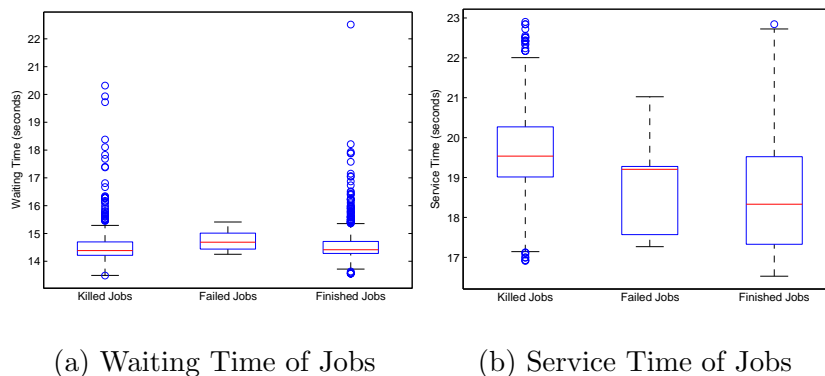 22
21
20
19
18
17
16
15
14
Waiting Time (seconds)
Killed Jobs Failed Jobs Finished Jobs
(a) Waiting Time of Jobs
23
22
21
20
19
18
17
Service Time (seconds)
Killed Jobs Failed Jobs Finished Jobs
(b) Service Time of Jobs